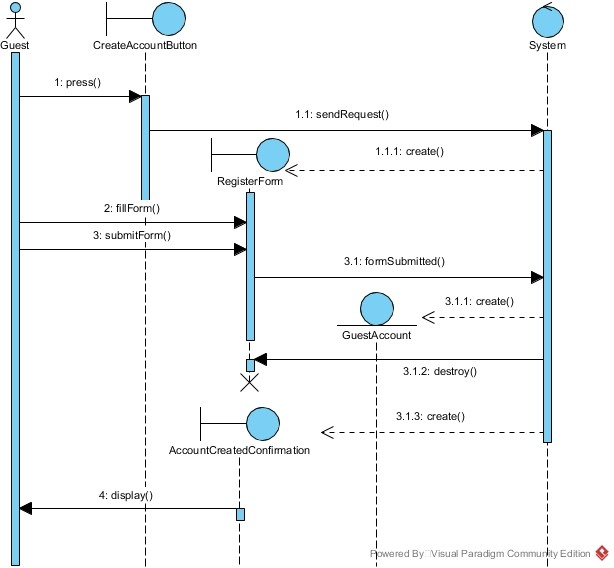 Guest
CreateAccountButton
System
1: press()
1.1: sendRequest()
1.1.1: create()
RegisterForm
2: fillForm()
3: submitForm()
3.1: formSubmitted()
3.1.1: create()
GuestAccount
3.1.2: destroy()
3.1.3: create()
AccountCreatedConfirmation
4: display()
Powered By Visual Paradigm Community Edition